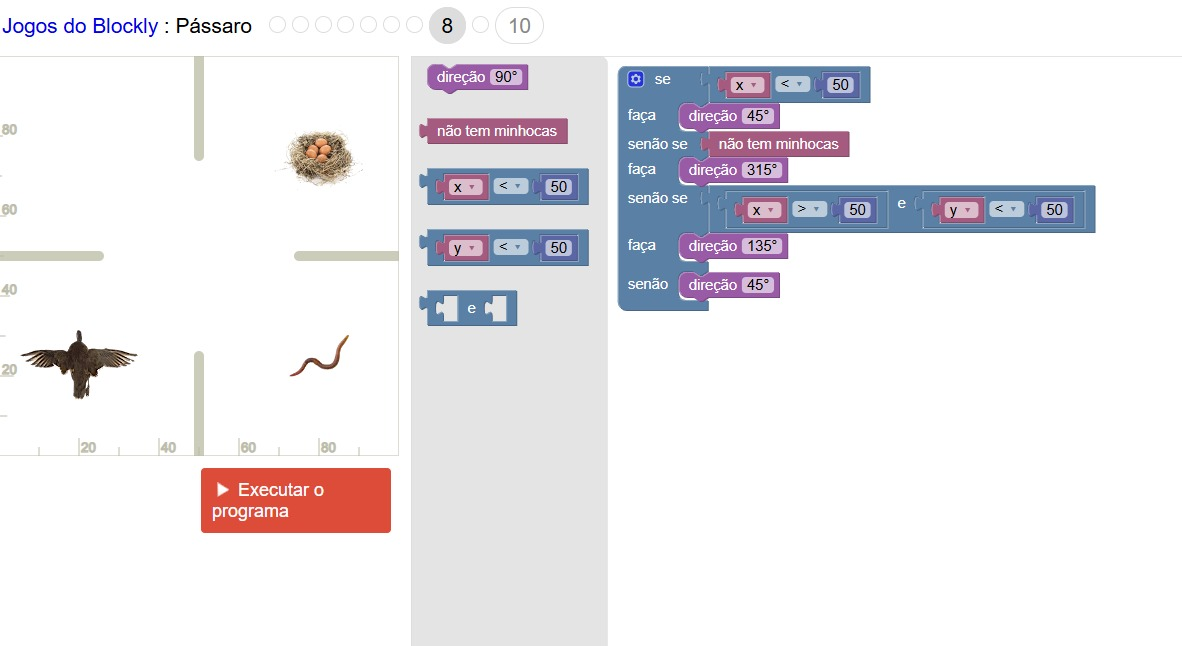 Jogos do Blockly : Pássaro 8 10
80
60
40
20
20 40 60 80
Executar o
programa
direção 90°
não tem minhocas
x < 50
y < 50
e
se x < 50
faça direção 45°
senão se não tem minhocas
faça direção 315°
senão se x > 50 e y < 50
faça direção 135°
senão direção 45°